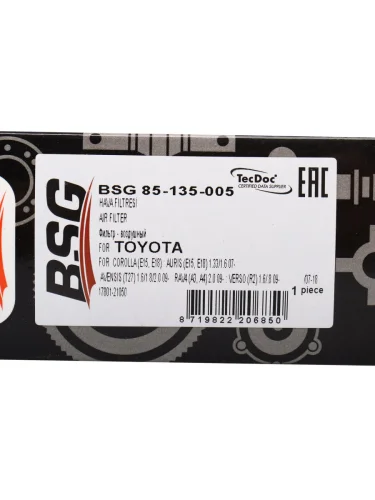 BSG
BSG 85-135-005
TecDoc
CERTIFIED DATA SUPPLIER
EAC
HAVA FILTRESI
AIR FILTER
Фильтр - воздушный
FOR TOYOTA
FOR COROLLA (E15, E18) AURIS (E15, E18) 1.33/1.6 07-
AVENSIS (T27) 1.6/1.8/2.0 09- RAV4 (A3, A4) 2.0 09- VERSO (R2) 1.6/1.8 09-
17801-21050
07-18
1 piece
8 719822 206850